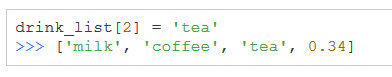 drink_list[2] = 'tea'
>>> ['milk', 'coffee', 'tea', 0.34]